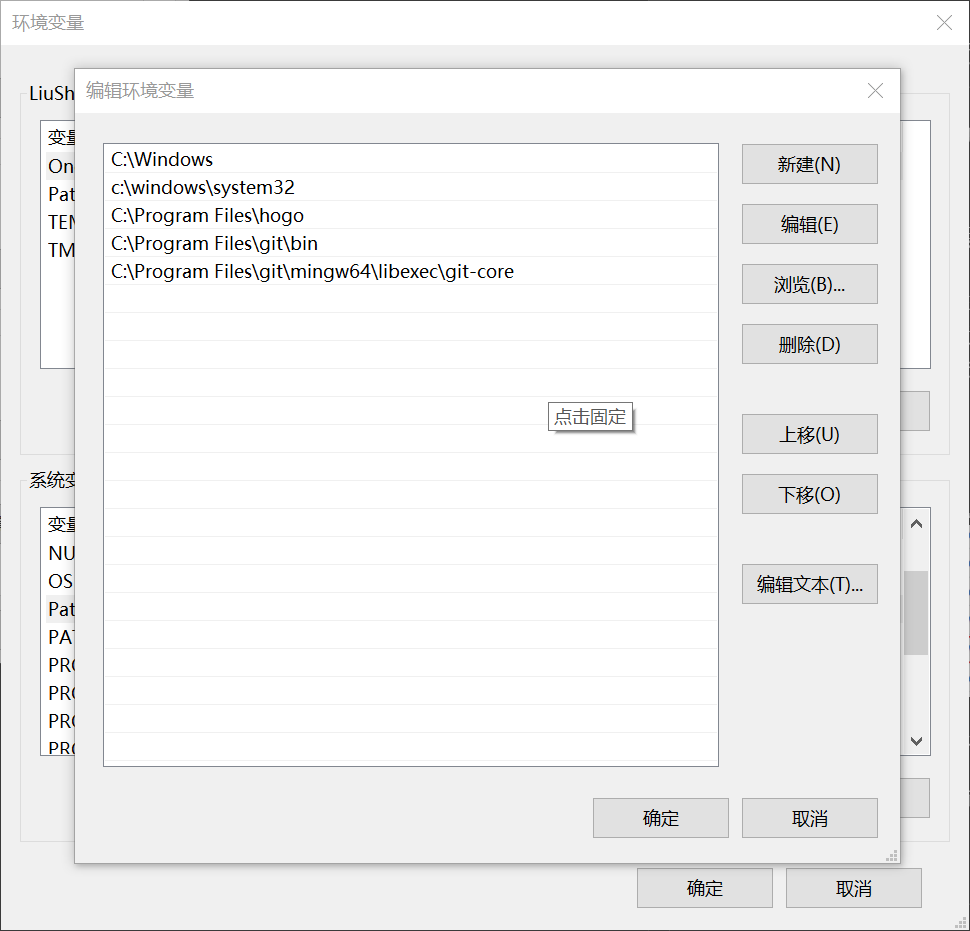 环境变量
LiuSh
编辑环境变量
变量
On
Pat
TEM
TM
C:\Windows
c:\windows\system32
C:\Program Files\hogo
C:\Program Files\git\bin
C:\Program Files\git\mingw64\libexec\git-core
新建(N)
编辑(E)
浏览(B)...
删除(D)
点击固定
上移(U)
下移(O)
编辑文本(T)...
系统变
变量
NU
OS
Pat
PAT
PRO
PRO
PRO
PRO
确定
取消
确定
取消